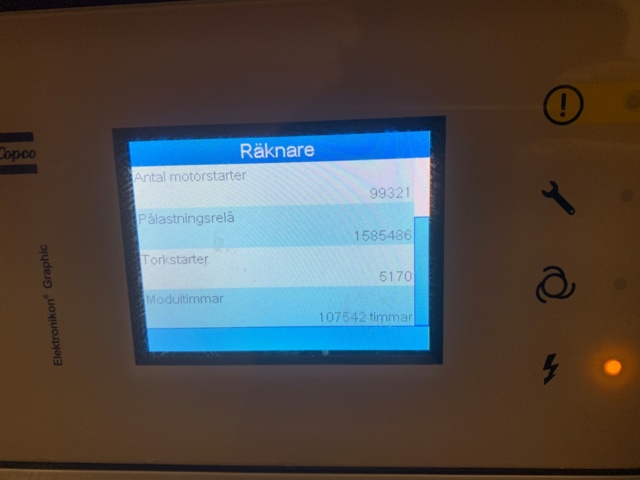 Copco
Elektronikon® Graphic
Räknare
Antal motorstarter
99321
Pålastningsrelä
1585486
Torkstarter
5170
Modultimmar
107542 timmar